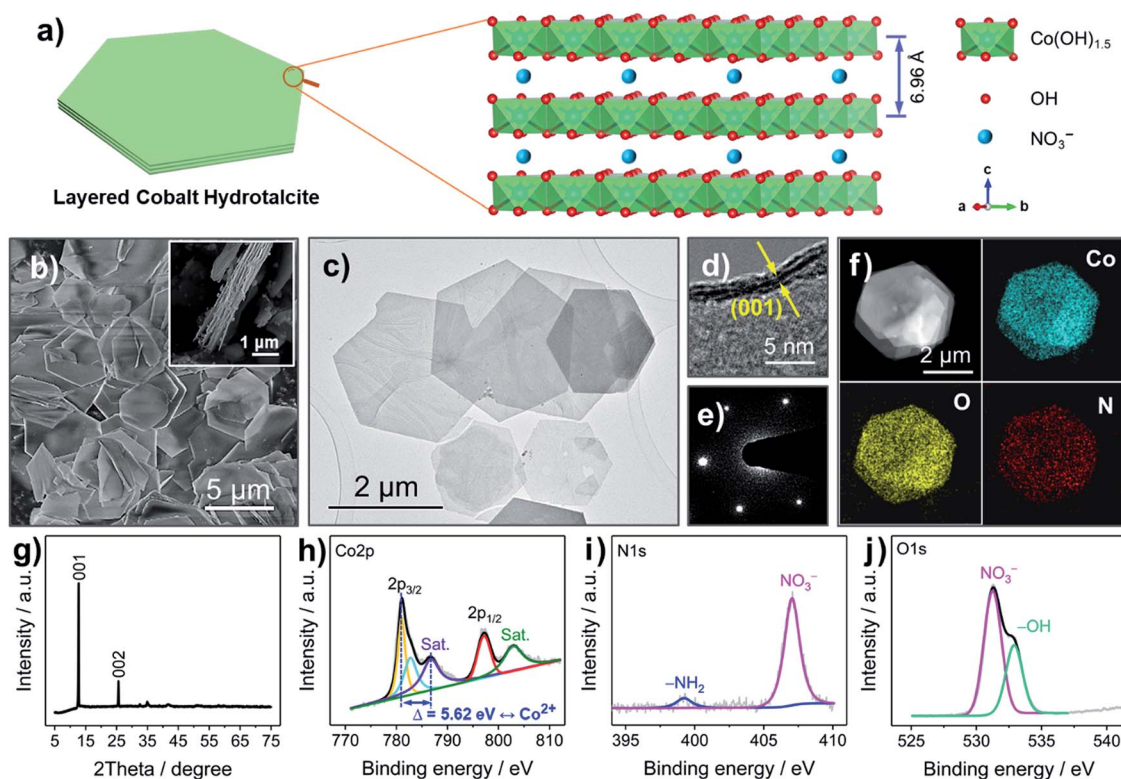 a)
Layered Cobalt Hydrotalcite
6.96 Å
Co(OH)₁.₅
OH
NO₃⁻
c
a
b
b)
1 µm
5 µm
c)
2 µm
d)
(001)
5 nm
e)
f)
2 µm
Co
O
N
g)
001
002
Intensity / a.u.
5 15 25 35 45 55 65 75
2Theta / degree
h)
Co2p
2p₃/₂
Sat.
2p₁/₂
Sat.
Δ = 5.62 eV ↔ Co²⁺
Intensity / a.u.
770 780 790 800 810
Binding energy / eV
i)
N1s
NO₃⁻
–NH₂
Intensity / a.u.
395 400 405 410
Binding energy / eV
j)
O1s
NO₃⁻
–OH
Intensity / a.u.
525 530 535 540
Binding energy / eV